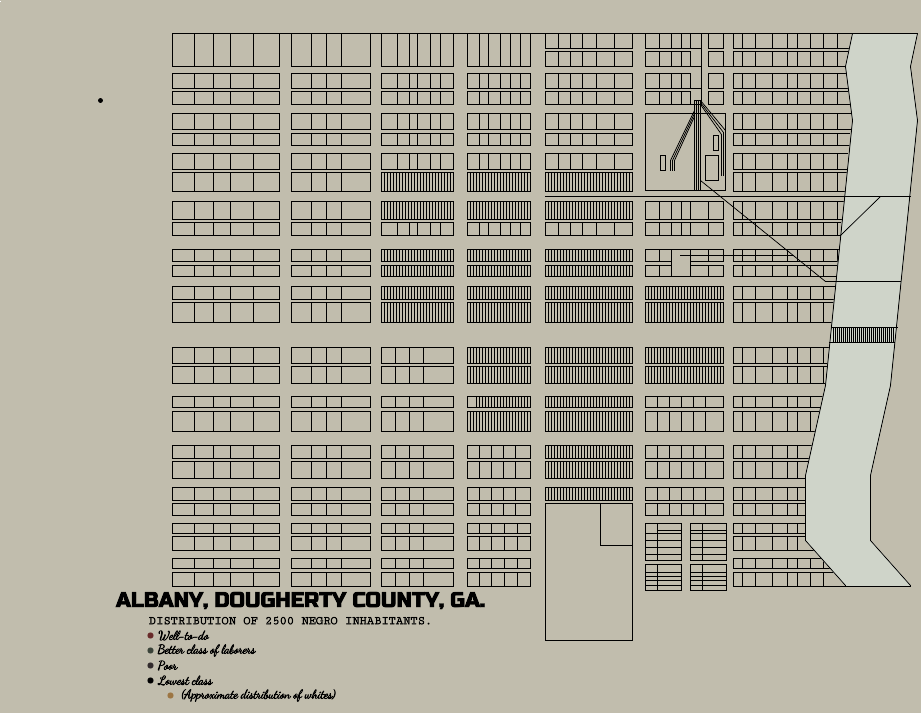 ALBANY, DOUGHERTY COUNTY, GA.
DISTRIBUTION OF 2500 NEGRO INHABITANTS.
Well-to-do
Better class of laborers
Poor
Lowest class
(Approximate distribution of whites)